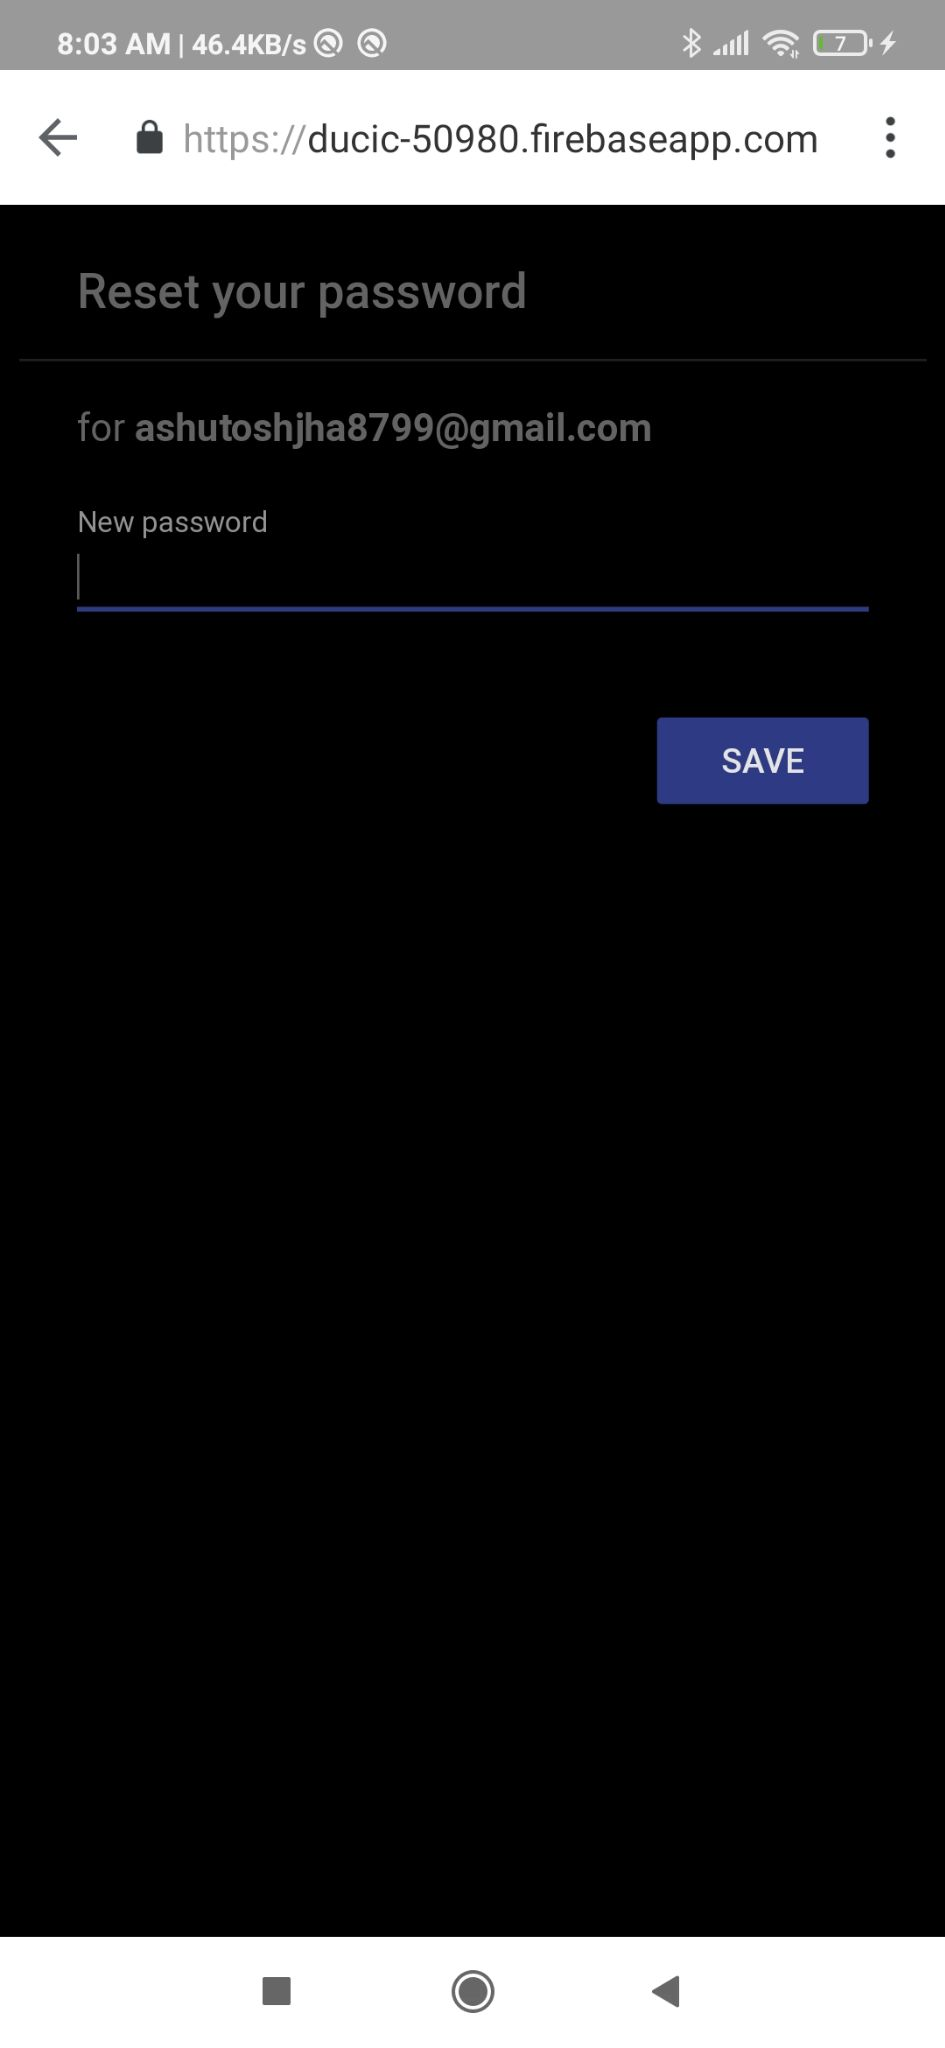 8:03 AM | 46.4KB/s 7
https://ducic-50980.firebaseapp.com
Reset your password
for ashutoshjha8799@gmail.com
New password
SAVE